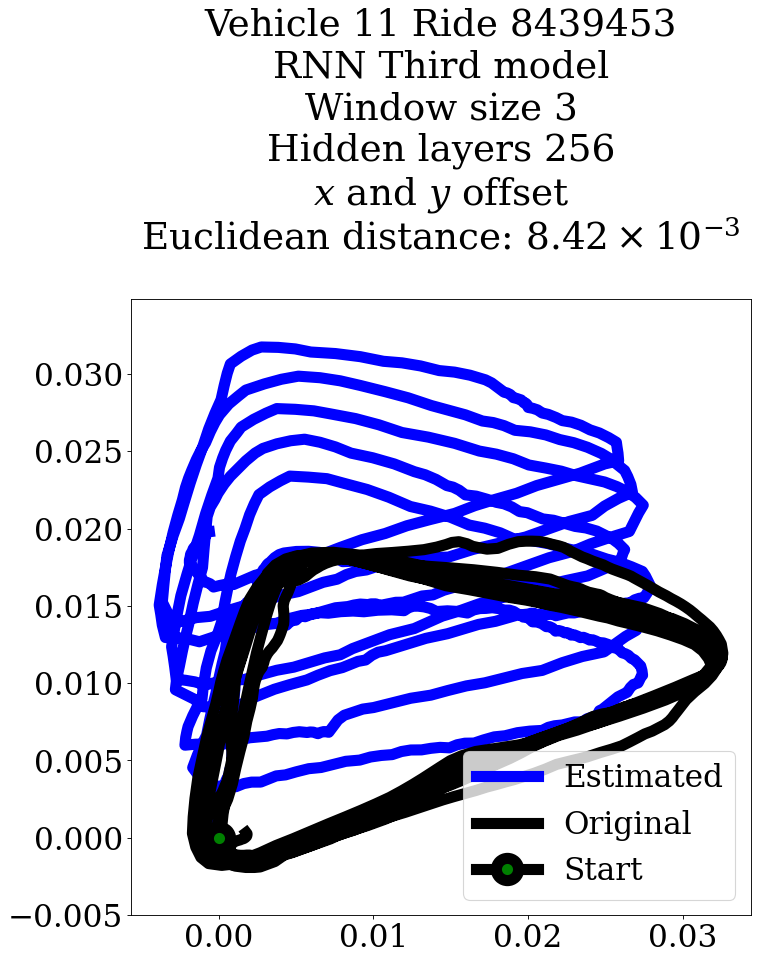 Vehicle 11 Ride 8439453
RNN Third model
Window size 3
Hidden layers 256
x and y offset
Euclidean distance: 8.42 × 10⁻³
0.030
0.025
0.020
0.015
0.010
0.005
0.000
−0.005
0.00 0.01 0.02 0.03
Estimated
Original
Start